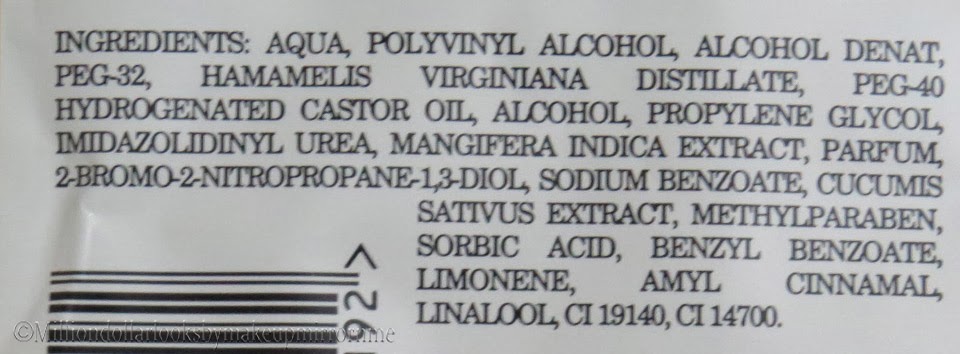 INGREDIENTS: AQUA, POLYVINYL ALCOHOL, ALCOHOL DENAT,
PEG-32, HAMAMELIS VIRGINIANA DISTILLATE, PEG-40
HYDROGENATED CASTOR OIL, ALCOHOL, PROPYLENE GLYCOL,
IMIDAZOLIDINYL UREA, MANGIFERA INDICA EXTRACT, PARFUM,
2-BROMO-2-NITROPROPANE-1,3-DIOL, SODIUM BENZOATE, CUCUMIS
SATIVUS EXTRACT, METHYLPARABEN,
SORBIC ACID, BENZYL BENZOATE,
LIMONENE, AMYL CINNAMAL,
LINALOOL, CI 19140, CI 14700.
92 >